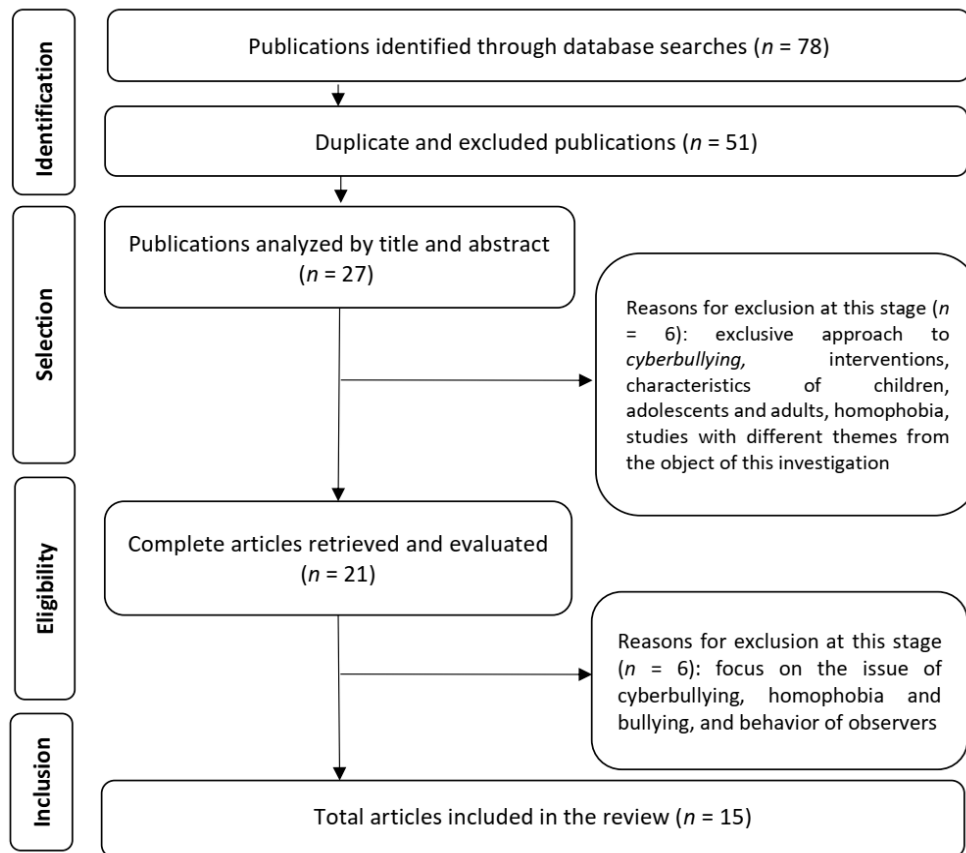 Identification
Publications identified through database searches (n = 78)
Duplicate and excluded publications (n = 51)
Selection
Publications analyzed by title and abstract
(n = 27)
Reasons for exclusion at this stage (n
= 6): exclusive approach to
cyberbullying, interventions,
characteristics of children,
adolescents and adults, homophobia,
studies with different themes from
the object of this investigation
Eligibility
Complete articles retrieved and evaluated
(n = 21)
Reasons for exclusion at this stage
(n = 6): focus on the issue of
cyberbullying, homophobia and
bullying, and behavior of observers
Inclusion
Total articles included in the review (n = 15)